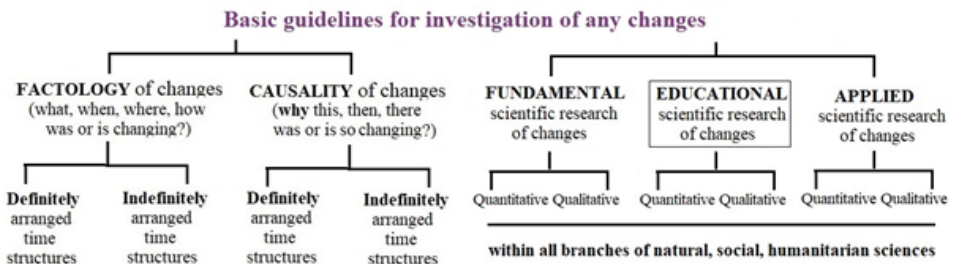 Basic guidelines for investigation of any changes
FACTOLOGY of changes
(what, when, where, how
was or is changing?)
CAUSALITY of changes
(why this, then, there
was or is so changing?)
FUNDAMENTAL
scientific research
of changes
EDUCATIONAL
scientific research
of changes
APPLIED
scientific research
of changes
Definitely
arranged
time
structures
Indefinitely
arranged
time
structures
Definitely
arranged
time
structures
Indefinitely
arranged
time
structures
Quantitative Qualitative
Quantitative Qualitative
Quantitative Qualitative
within all branches of natural, social, humanitarian sciences